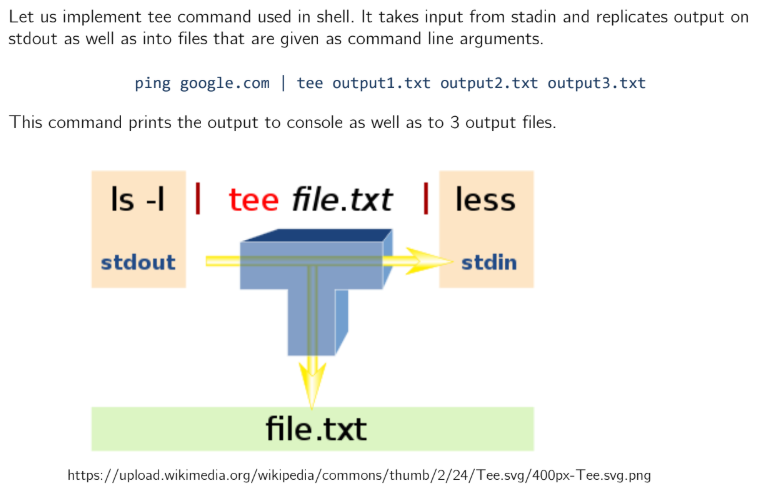 Let us implement tee command used in shell. It takes input from stadin and replicates output on
stdout as well as into files that are given as command line arguments.
ping google.com | tee output1.txt output2.txt output3.txt
This command prints the output to console as well as to 3 output files.
ls -l | tee file.txt | less
stdout stdin
file.txt
https://upload.wikimedia.org/wikipedia/commons/thumb/2/24/Tee.svg/400px-Tee.svg.png